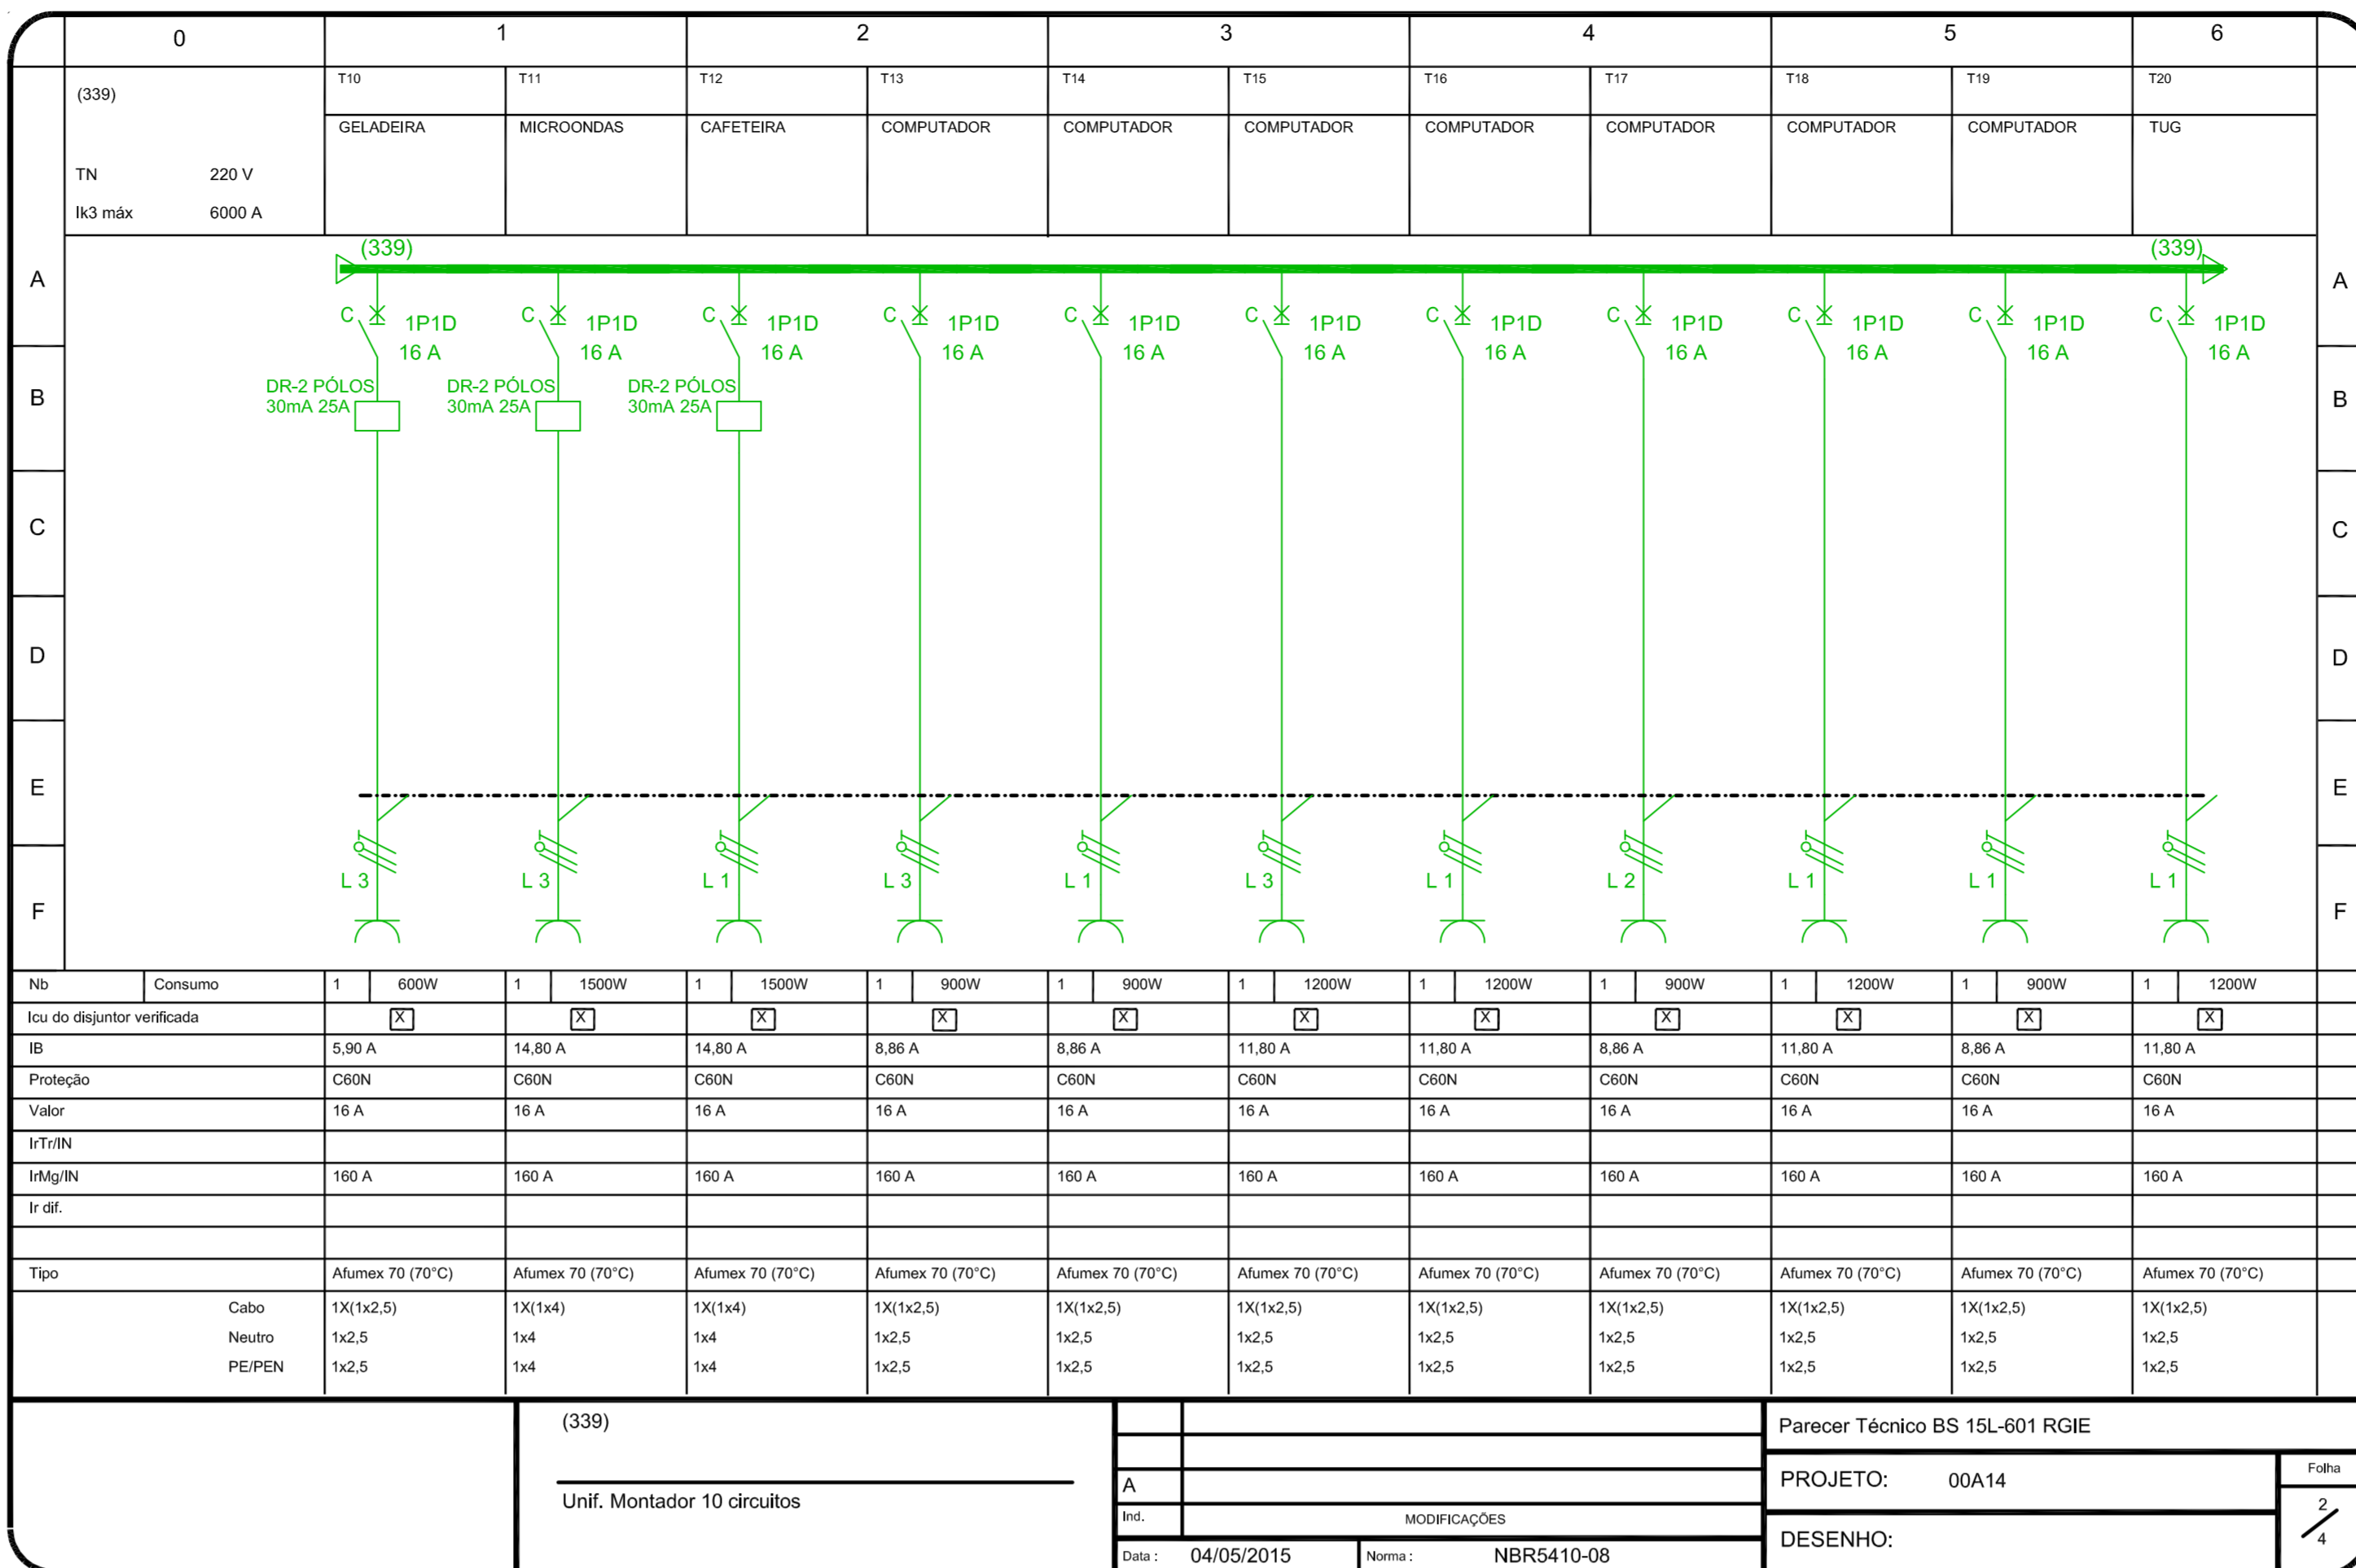 0 1 2 3 4 5 6
(339)
TN 220 V
Ik3 máx 6000 A
T10 T11 T12 T13 T14 T15 T16 T17 T18 T19 T20
GELADEIRA MICROONDAS CAFETEIRA COMPUTADOR COMPUTADOR COMPUTADOR COMPUTADOR COMPUTADOR COMPUTADOR COMPUTADOR TUG
(339) (339)
A A
C 1P1D C 1P1D C 1P1D C 1P1D C 1P1D C 1P1D C 1P1D C 1P1D C 1P1D C 1P1D C 1P1D
16 A 16 A 16 A 16 A 16 A 16 A 16 A 16 A 16 A 16 A 16 A
DR-2 PÓLOS DR-2 PÓLOS DR-2 PÓLOS
30mA 25A 30mA 25A 30mA 25A
B B
C C
D D
E E
L 3 L 3 L 1 L 3 L 1 L 3 L 1 L 2 L 1 L 1 L 1
F F
Nb Consumo 1 600W 1 1500W 1 1500W 1 900W 1 900W 1 1200W 1 1200W 1 900W 1 1200W 1 900W 1 1200W
Icu do disjuntor verificada X X X X X X X X X X X
IB 5,90 A 14,80 A 14,80 A 8,86 A 8,86 A 11,80 A 11,80 A 8,86 A 11,80 A 8,86 A 11,80 A
Proteção C60N C60N C60N C60N C60N C60N C60N C60N C60N C60N C60N
Valor 16 A 16 A 16 A 16 A 16 A 16 A 16 A 16 A 16 A 16 A 16 A
IrTr/IN
IrMg/IN 160 A 160 A 160 A 160 A 160 A 160 A 160 A 160 A 160 A 160 A 160 A
Ir dif.
Tipo Afumex 70 (70°C) Afumex 70 (70°C) Afumex 70 (70°C) Afumex 70 (70°C) Afumex 70 (70°C) Afumex 70 (70°C) Afumex 70 (70°C) Afumex 70 (70°C) Afumex 70 (70°C) Afumex 70 (70°C) Afumex 70 (70°C)
Cabo 1X(1x2,5) 1X(1x4) 1X(1x4) 1X(1x2,5) 1X(1x2,5) 1X(1x2,5) 1X(1x2,5) 1X(1x2,5) 1X(1x2,5) 1X(1x2,5) 1X(1x2,5)
Neutro 1x2,5 1x4 1x4 1x2,5 1x2,5 1x2,5 1x2,5 1x2,5 1x2,5 1x2,5 1x2,5
PE/PEN 1x2,5 1x4 1x4 1x2,5 1x2,5 1x2,5 1x2,5 1x2,5 1x2,5 1x2,5 1x2,5
(339)
Unif. Montador 10 circuitos
A
Ind. MODIFICAÇÕES
Data : 04/05/2015 Norma : NBR5410-08
Parecer Técnico BS 15L-601 RGIE
PROJETO: 00A14
DESENHO:
Folha
2
4